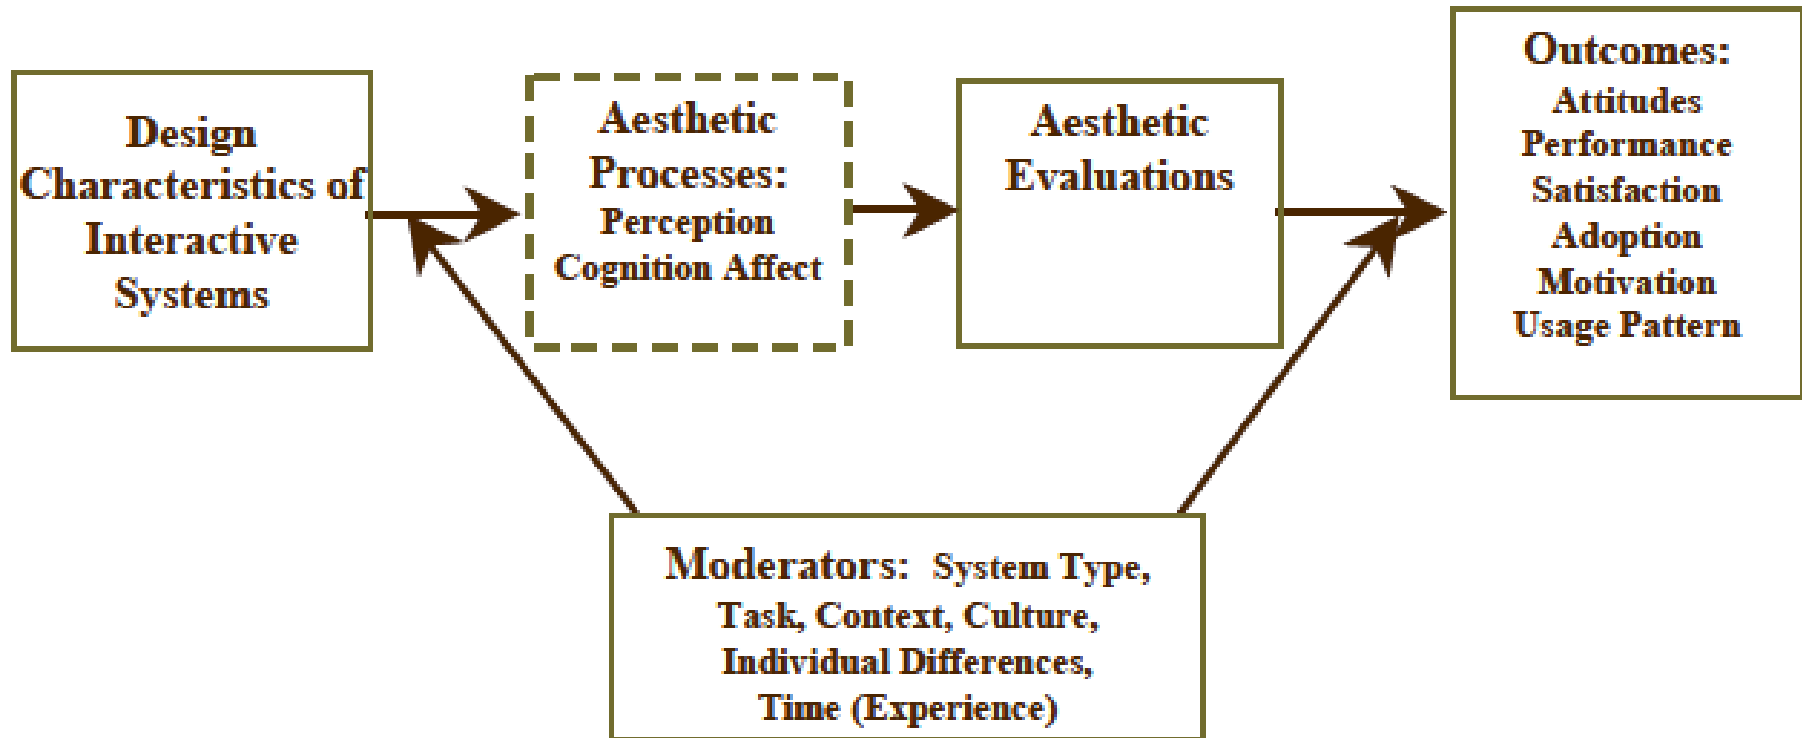 Design
Characteristics of
Interactive
Systems
Aesthetic
Processes:
Perception
Cognition Affect
Aesthetic
Evaluations
Outcomes:
Attitudes
Performance
Satisfaction
Adoption
Motivation
Usage Pattern
Moderators: System Type,
Task, Context, Culture,
Individual Differences,
Time (Experience)